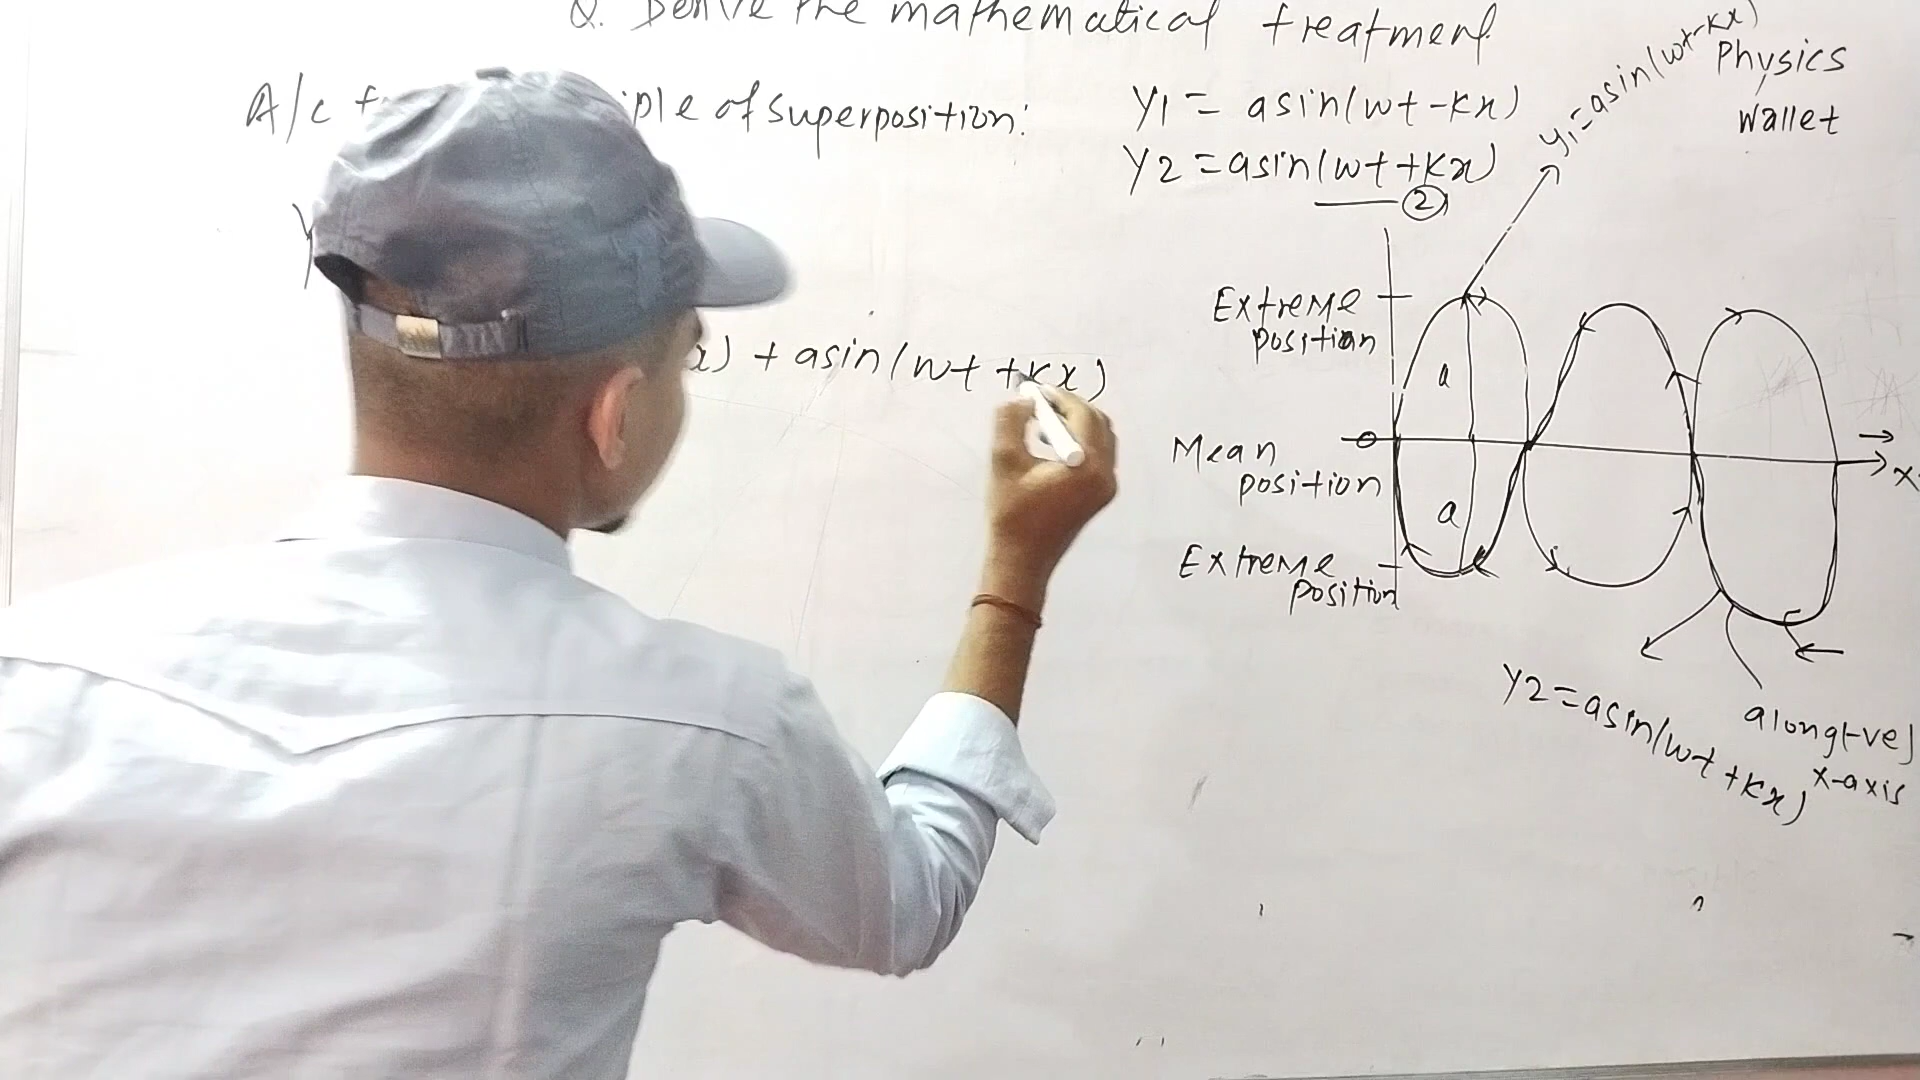 Q. Derive the mathematical treatment.
A/c of superposition:
x) + asin(wt +kx)
y1 = asin(wt -kx)
y2 = asin(wt +kx)
2
y1=asin(wt-kx)
Physics
Wallet
Extreme
position
a
Mean
position
a
Extreme
position
x
y2=asin(wt +kx)
along(-ve)
x-axis